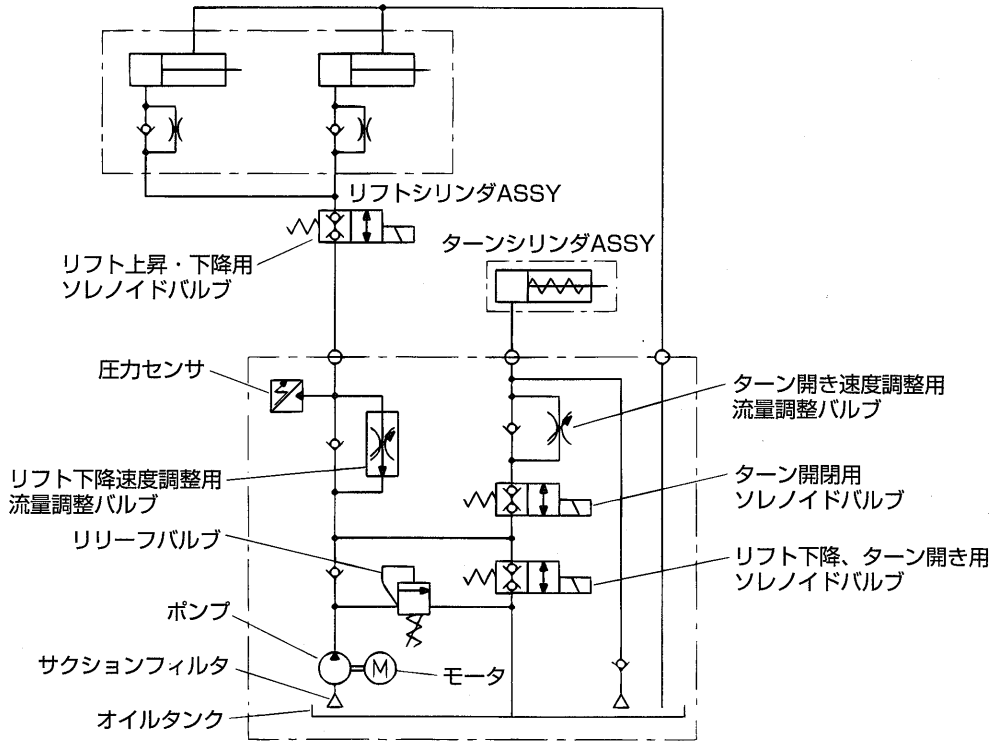 リフトシリンダASSY
ターンシリンダASSY
リフト上昇・下降用
ソレノイドバルブ
圧力センサ
ターン開き速度調整用
流量調整バルブ
リフト下降速度調整用
流量調整バルブ
ターン開閉用
ソレノイドバルブ
リリーフバルブ
リフト下降、ターン開き用
ソレノイドバルブ
ポンプ
サクションフィルタ
M
モータ
オイルタンク